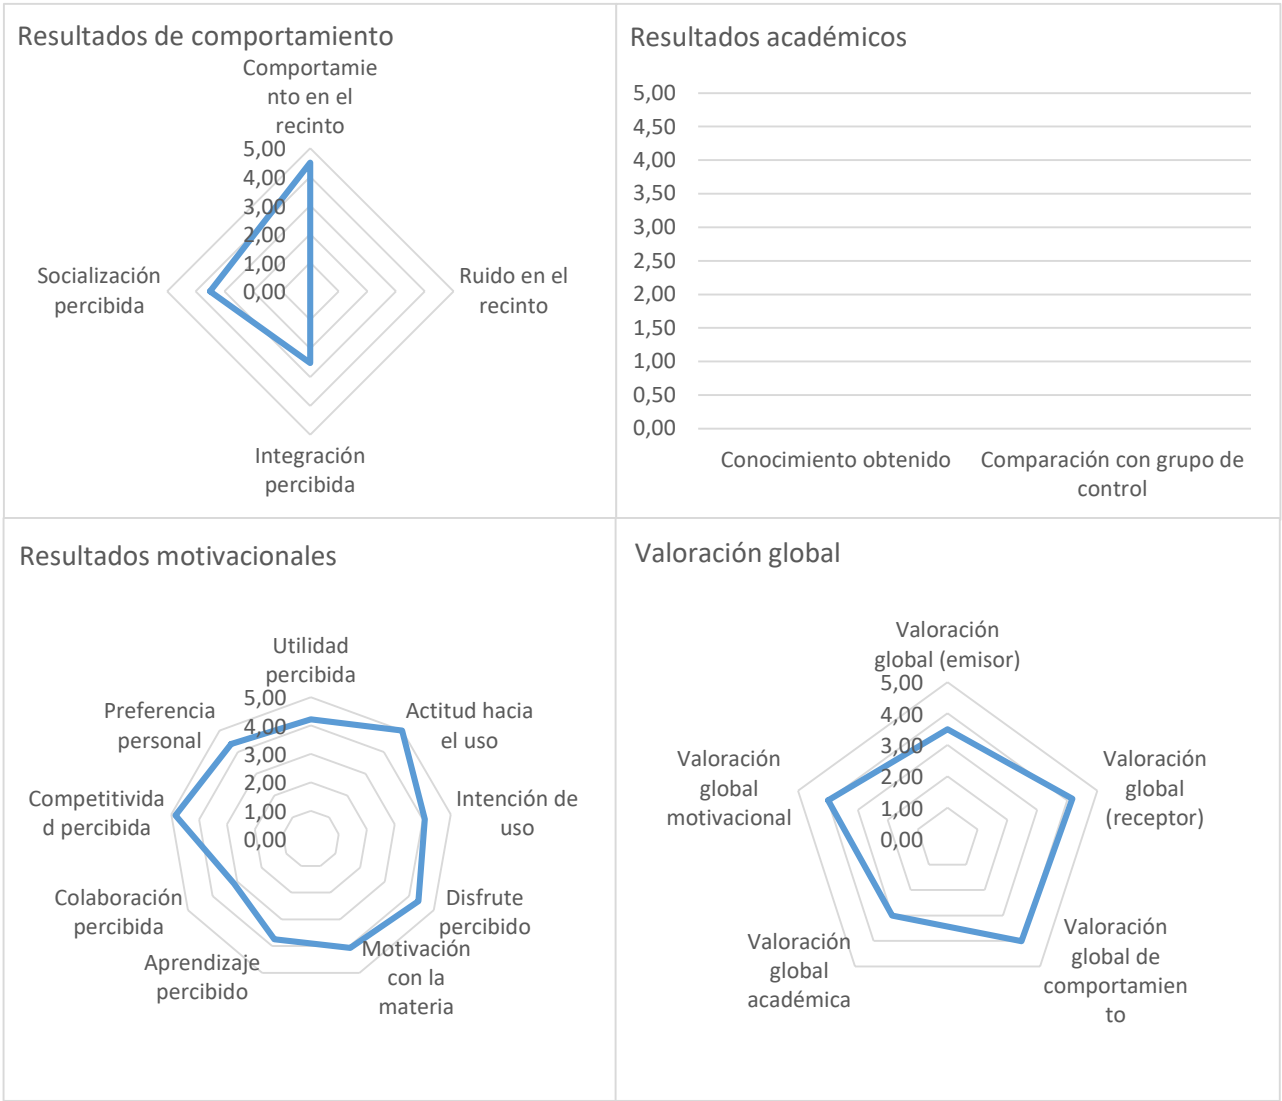 Resultados de comportamiento
Comportamie
nto en el
recinto
5,00
4,00
3,00
2,00
1,00
0,00
Socialización
percibida
Ruido en el
recinto
Integración
percibida
Resultados académicos
5,00
4,50
4,00
3,50
3,00
2,50
2,00
1,50
1,00
0,50
0,00
Conocimiento obtenido
Comparación con grupo de
control
Resultados motivacionales
Utilidad
percibida
5,00
4,00
3,00
2,00
1,00
0,00
Actitud hacia
el uso
Intención de
uso
Disfrute
percibido
Motivación
con la
materia
Aprendizaje
percibido
Colaboración
percibida
Competitivida
d percibida
Preferencia
personal
Valoración global
Valoración
global (emisor)
5,00
4,00
3,00
2,00
1,00
0,00
Valoración
global
(receptor)
Valoración
global de
comportamien
to
Valoración
global
académica
Valoración
global
motivacional